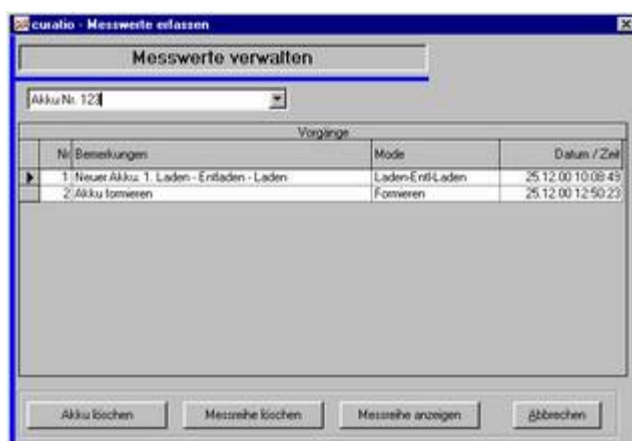 curatio - Messwerte erfassen
Messwerte verwalten
Akku Nr. 123
Vorgänge
Nr Bemerkungen Mode Datum / Zeit
1 Neuer Akku. 1. Laden - Entladen - Laden Laden-Entl-Laden 25.12.00 10:08:49
2 Akku formieren Formieren 25.12.00 12:50:23
Akku löschen Messreihe löschen Messreihe anzeigen Abbrechen